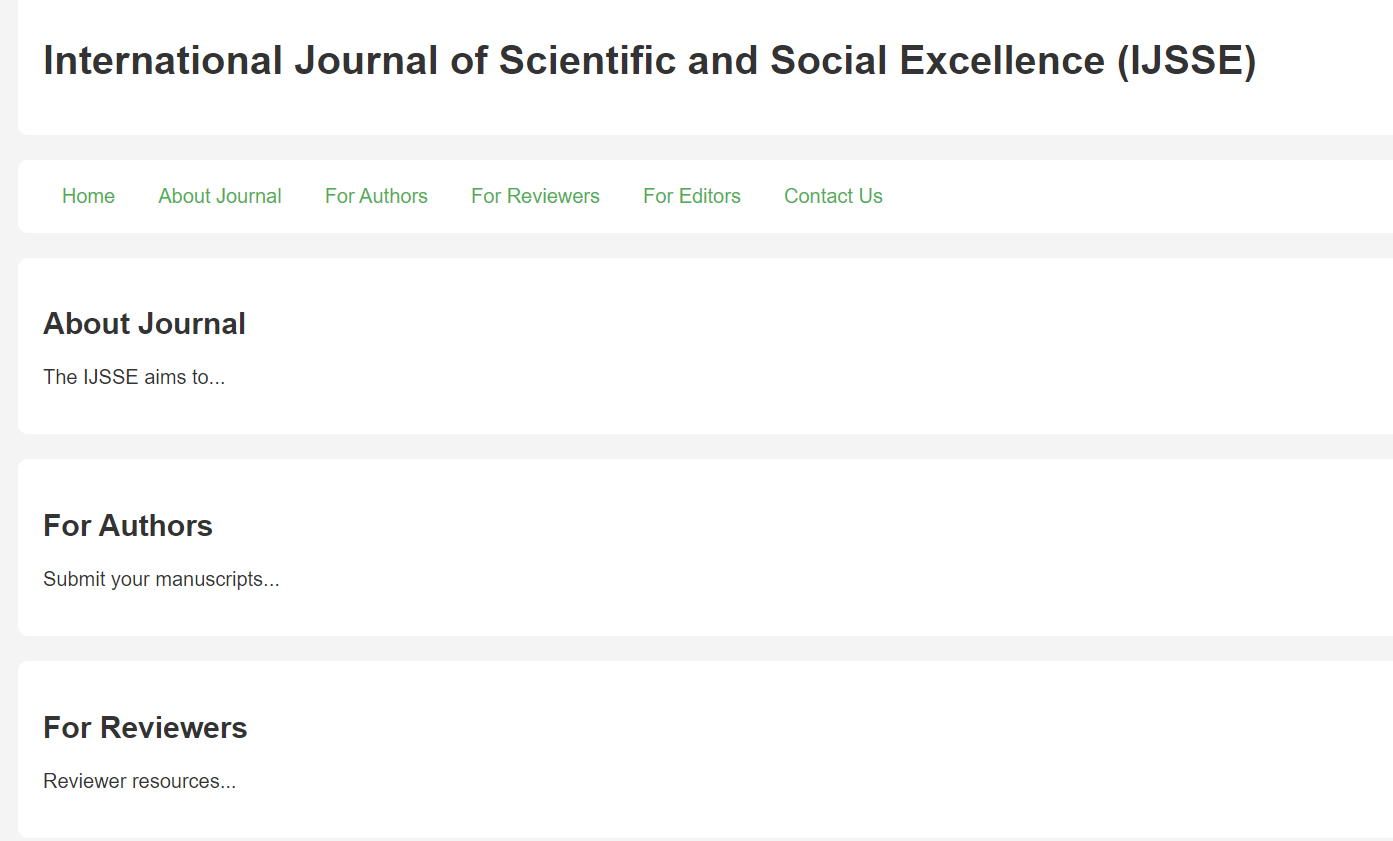 International Journal of Scientific and Social Excellence (IJSSE)
Home About Journal For Authors For Reviewers For Editors Contact Us
About Journal
The IJSSE aims to...
For Authors
Submit your manuscripts...
For Reviewers
Reviewer resources...